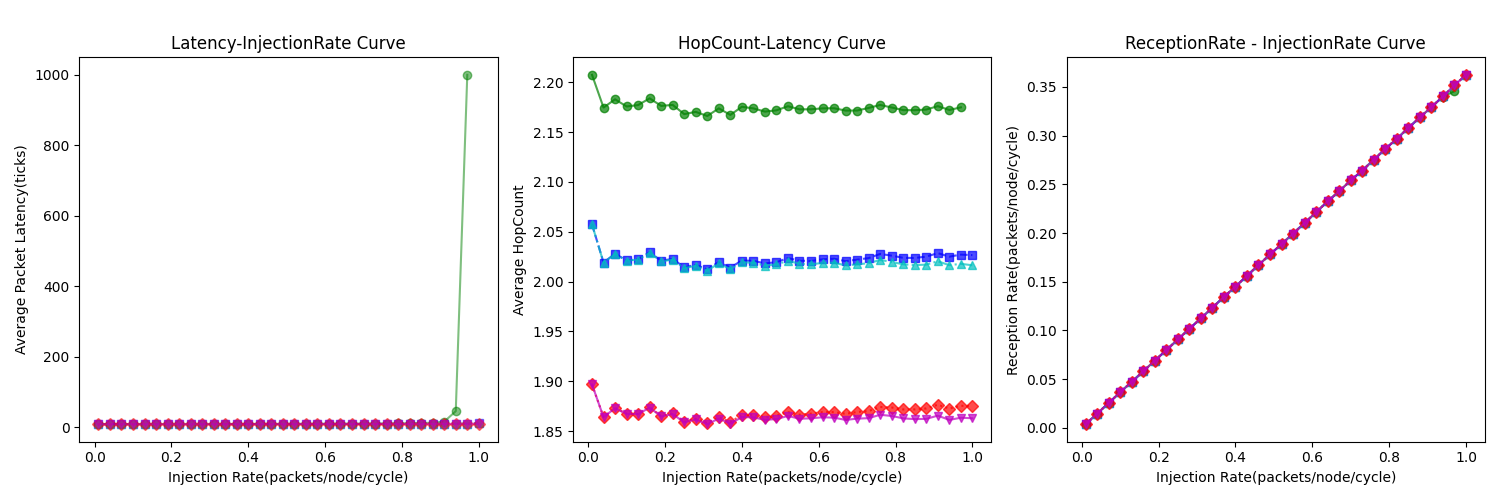 Latency-InjectionRate Curve
1000
800
600
400
200
0
0.0 0.2 0.4 0.6 0.8 1.0
Average Packet Latency(ticks)
Injection Rate(packets/node/cycle)
HopCount-Latency Curve
2.20
2.15
2.10
2.05
2.00
1.95
1.90
1.85
0.0 0.2 0.4 0.6 0.8 1.0
Average HopCount
Injection Rate(packets/node/cycle)
ReceptionRate - InjectionRate Curve
0.35
0.30
0.25
0.20
0.15
0.10
0.05
0.00
0.0 0.2 0.4 0.6 0.8 1.0
Reception Rate(packets/node/cycle)
Injection Rate(packets/node/cycle)